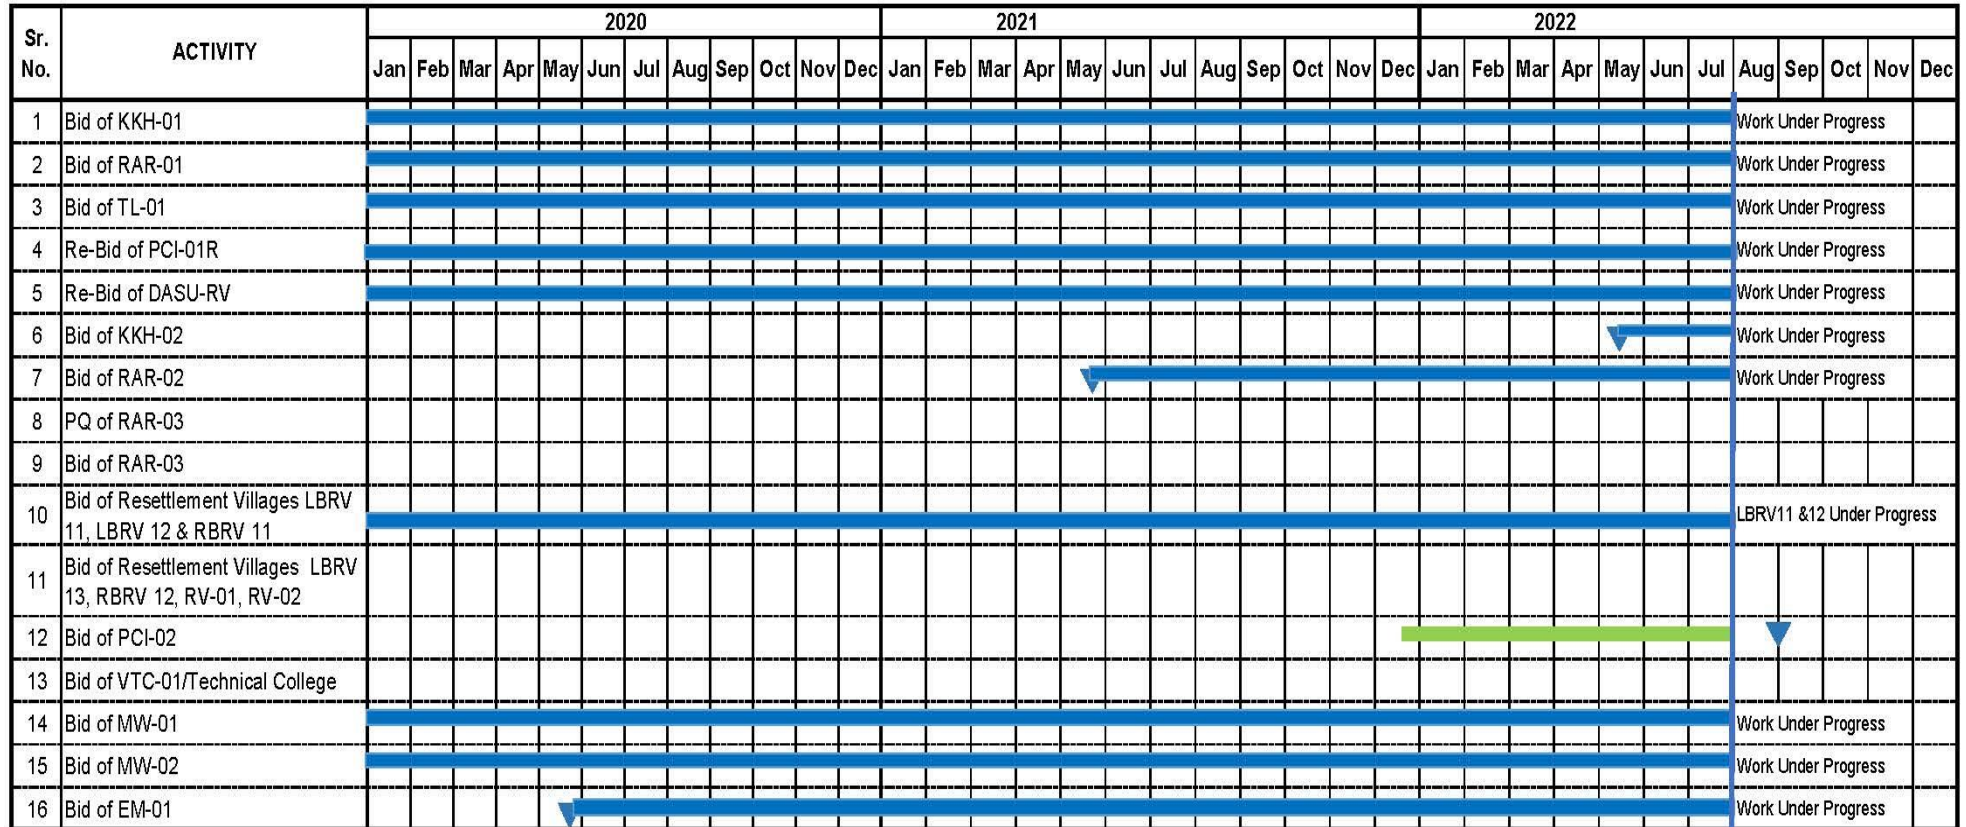 Sr. No. ACTIVITY 2020 2021 2022
Jan Feb Mar Apr May Jun Jul Aug Sep Oct Nov Dec Jan Feb Mar Apr May Jun Jul Aug Sep Oct Nov Dec Jan Feb Mar Apr May Jun Jul Aug Sep Oct Nov Dec
1 Bid of KKH-01 Work Under Progress
2 Bid of RAR-01 Work Under Progress
3 Bid of TL-01 Work Under Progress
4 Re-Bid of PCI-01R Work Under Progress
5 Re-Bid of DASU-RV Work Under Progress
6 Bid of KKH-02 Work Under Progress
7 Bid of RAR-02 Work Under Progress
8 PQ of RAR-03
9 Bid of RAR-03
10 Bid of Resettlement Villages LBRV
11, LBRV 12 & RBRV 11 LBRV11 &12 Under Progress
11 Bid of Resettlement Villages LBRV
13, RBRV 12, RV-01, RV-02
12 Bid of PCI-02
13 Bid of VTC-01/Technical College
14 Bid of MW-01 Work Under Progress
15 Bid of MW-02 Work Under Progress
16 Bid of EM-01 Work Under Progress